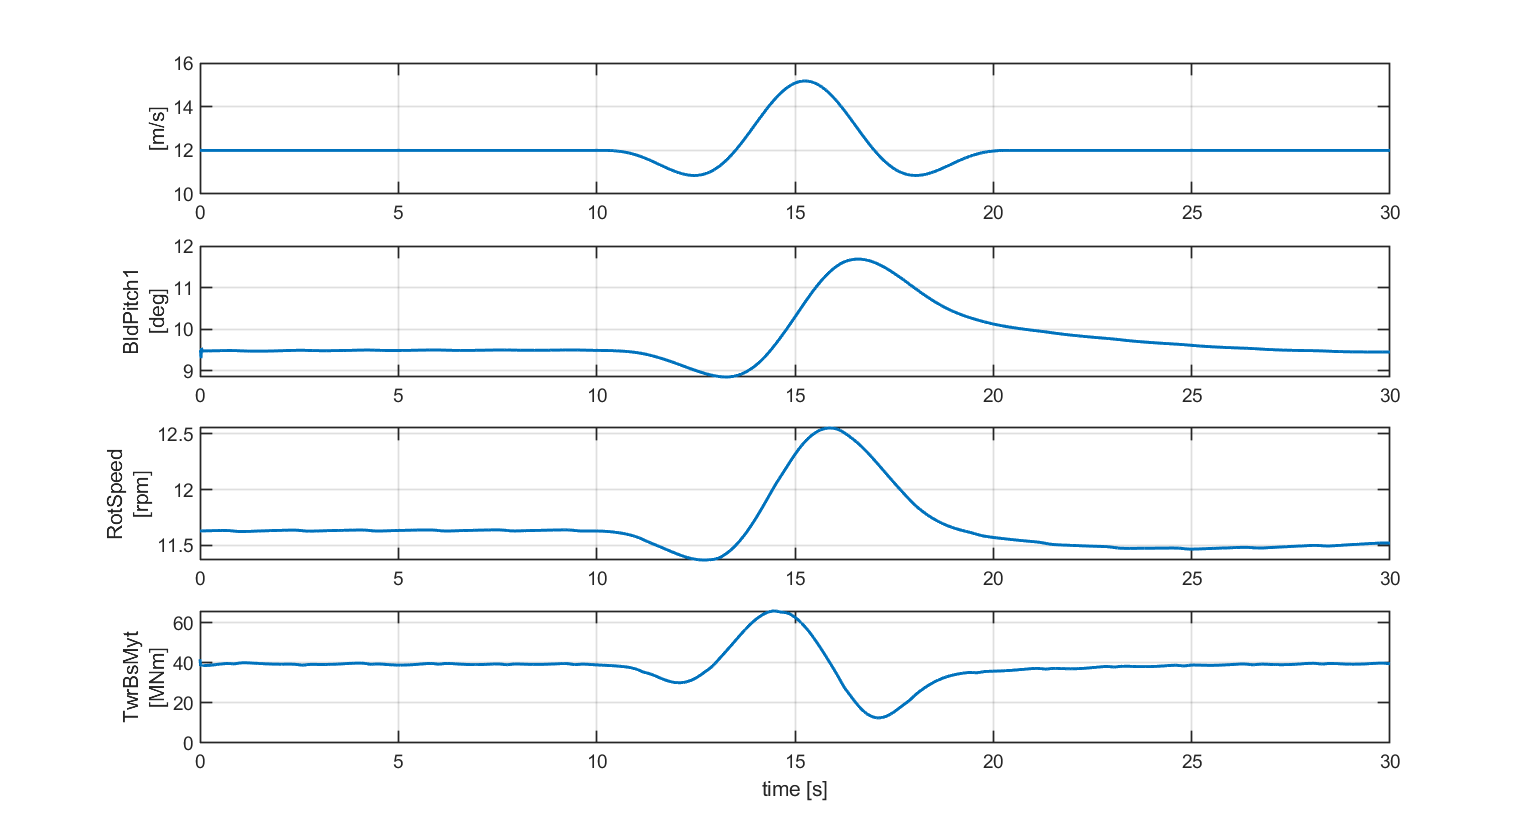 [m/s]
16
14
12
10
0 5 10 15 20 25 30
BldPitch1
[deg]
12
11
10
9
0 5 10 15 20 25 30
RotSpeed
[rpm]
12.5
12
11.5
0 5 10 15 20 25 30
TwrBsMyt
[MNm]
60
40
20
0
0 5 10 15 20 25 30
time [s]